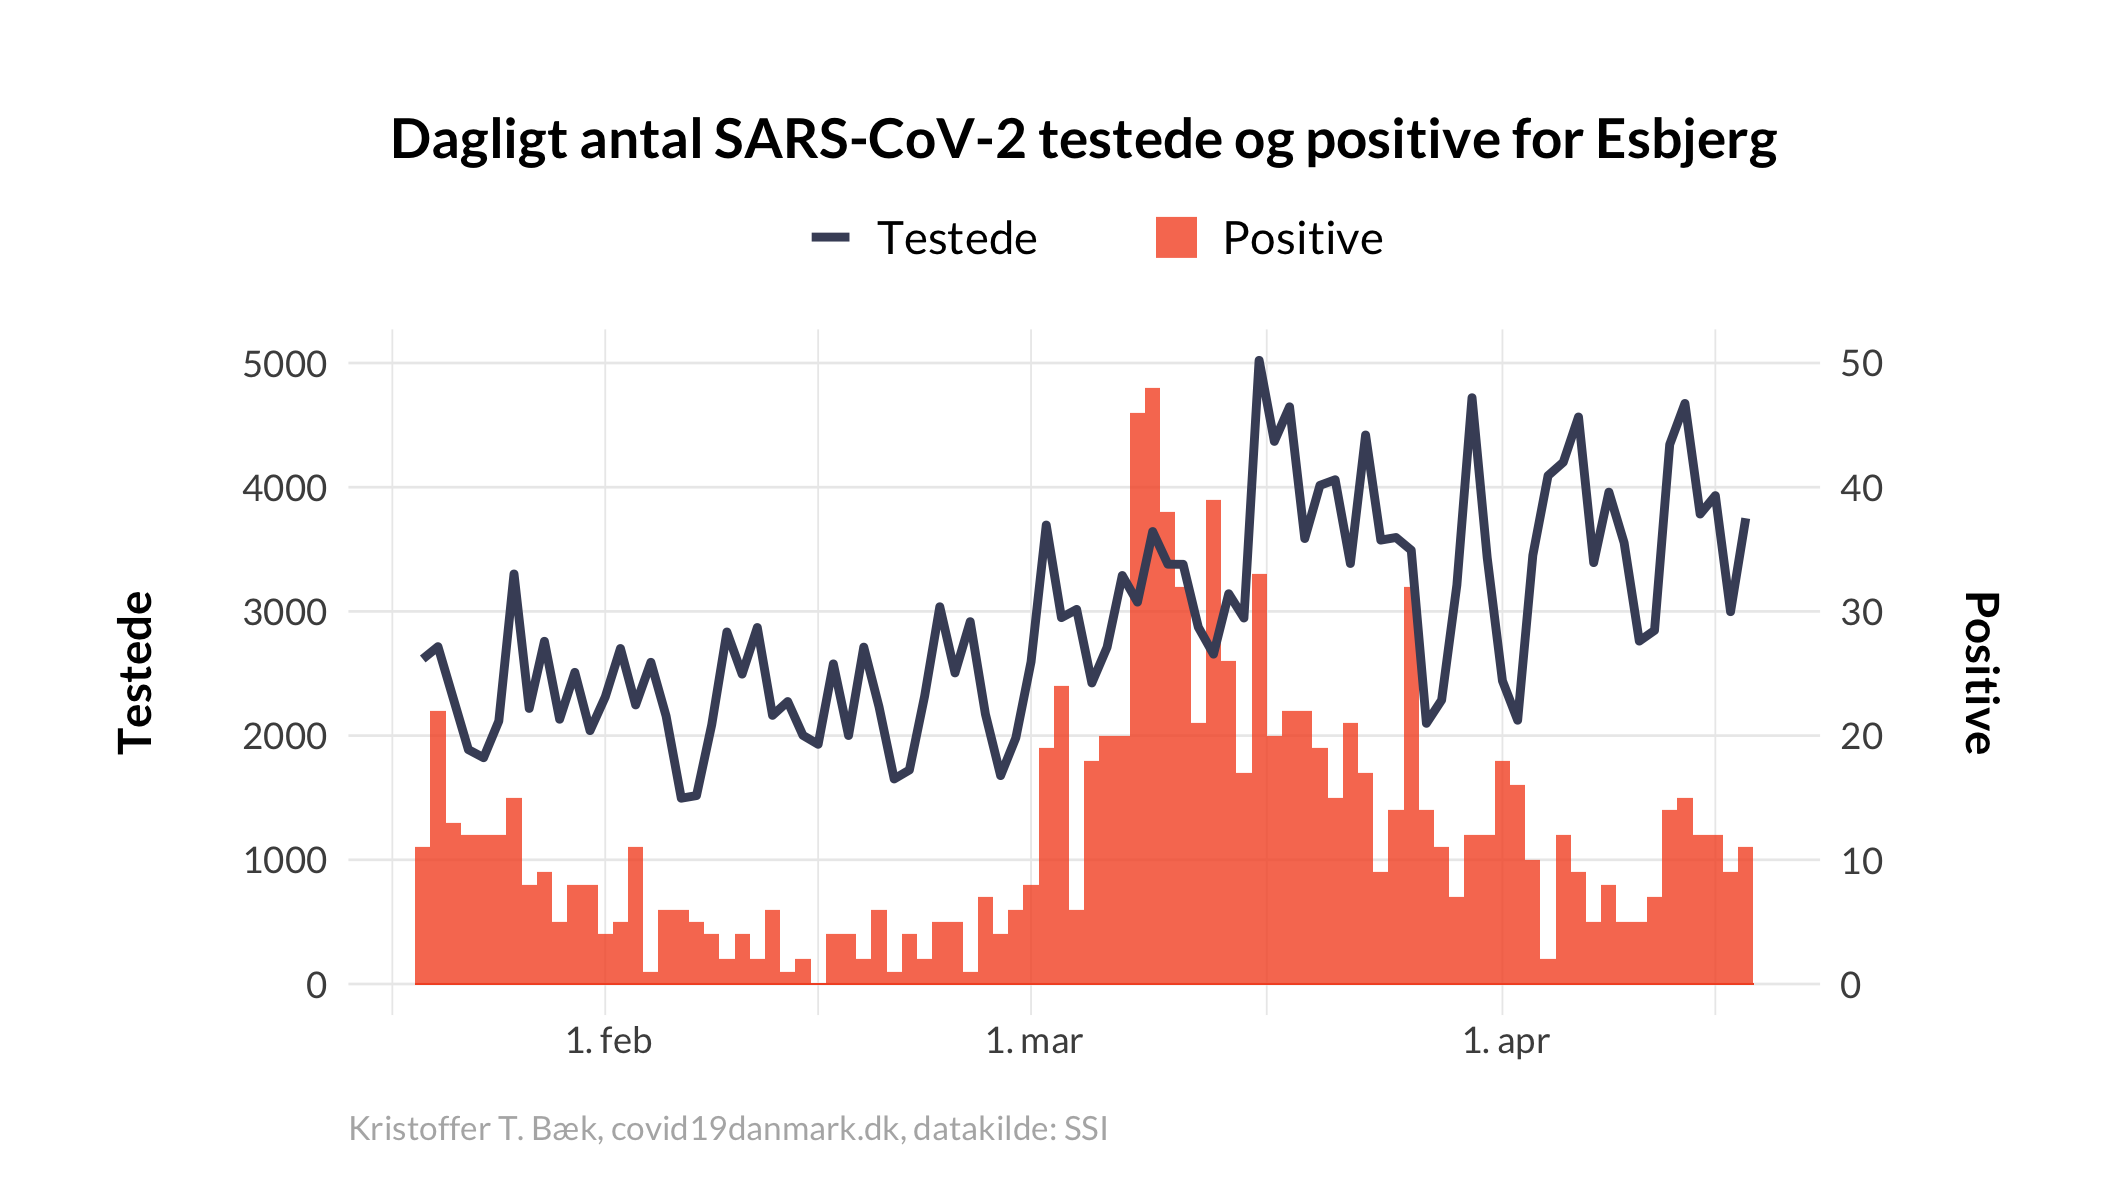 Dagligt antal SARS-CoV-2 testede og positive for Esbjerg
Testede
Positive
5000
4000
3000
2000
1000
0
Testede
50
40
30
20
10
0
Positive
1. feb
1. mar
1. apr
Kristoffer T. Bæk, covid19danmark.dk, datakilde: SSI